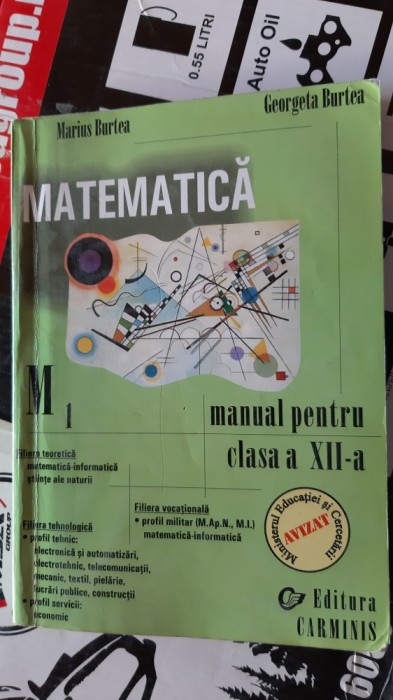 group.r
0.55 LITRI
Auto Oil
Marius Burtea
Georgeta Burtea
MATEMATICĂ
M 1
manual pentru
clasa a XII-a
Filiera teoretică
matematică-informatică
științe ale naturii
Filiera vocațională
• profil militar (M.Ap.N., M.I.)
matematică-informatică
Filiera tehnologică
• profil tehnic:
electronică și automatizări,
electrotehnic, telecomunicații,
mecanic, textil, pielărie,
lucrări publice, construcții
• profil servicii:
economic
Ministerul Educației și Cercetării
AVIZAT
Editura
CARMINIS
GROUP